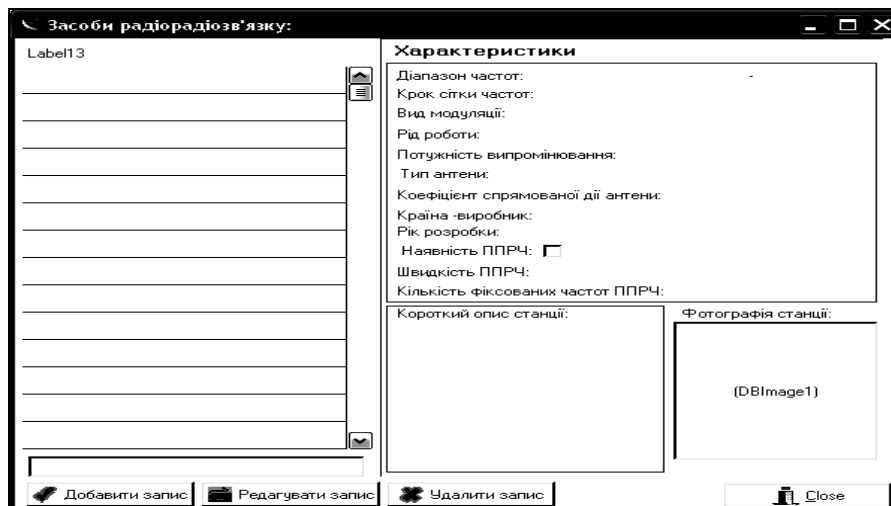 Засоби радіорадіозв'язку:
Label13
Характеристики
Діапазон частот: -
Крок сітки частот:
Вид модуляції:
Рід роботи:
Потужність випромінювання:
Тип антени:
Коефіцієнт спрямованої дії антени:
Країна -виробник:
Рік розробки:
Наявність ППРЧ:
Швидкість ППРЧ:
Кількість фіксованих частот ППРЧ:
Короткий опис станції:
Фотографія станції:
(DBImage1)
Добавити запис Редагувати запис Удалити запис Close